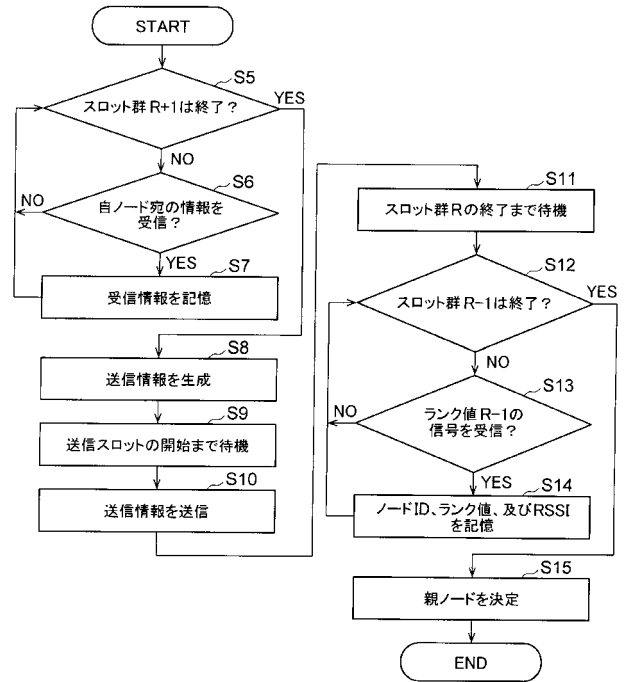 START
S5
スロット群R+1は終了?
YES
NO
S6
自ノード宛の情報を
受信?
NO
YES
S7
受信情報を記憶
S8
送信情報を生成
S9
送信スロットの開始まで待機
S10
送信情報を送信
S11
スロット群Rの終了まで待機
S12
スロット群R−1は終了?
YES
NO
S13
ランク値R−1の
信号を受信?
NO
YES
S14
ノードID、ランク値、及びRSSI
を記憶
S15
親ノードを決定
END